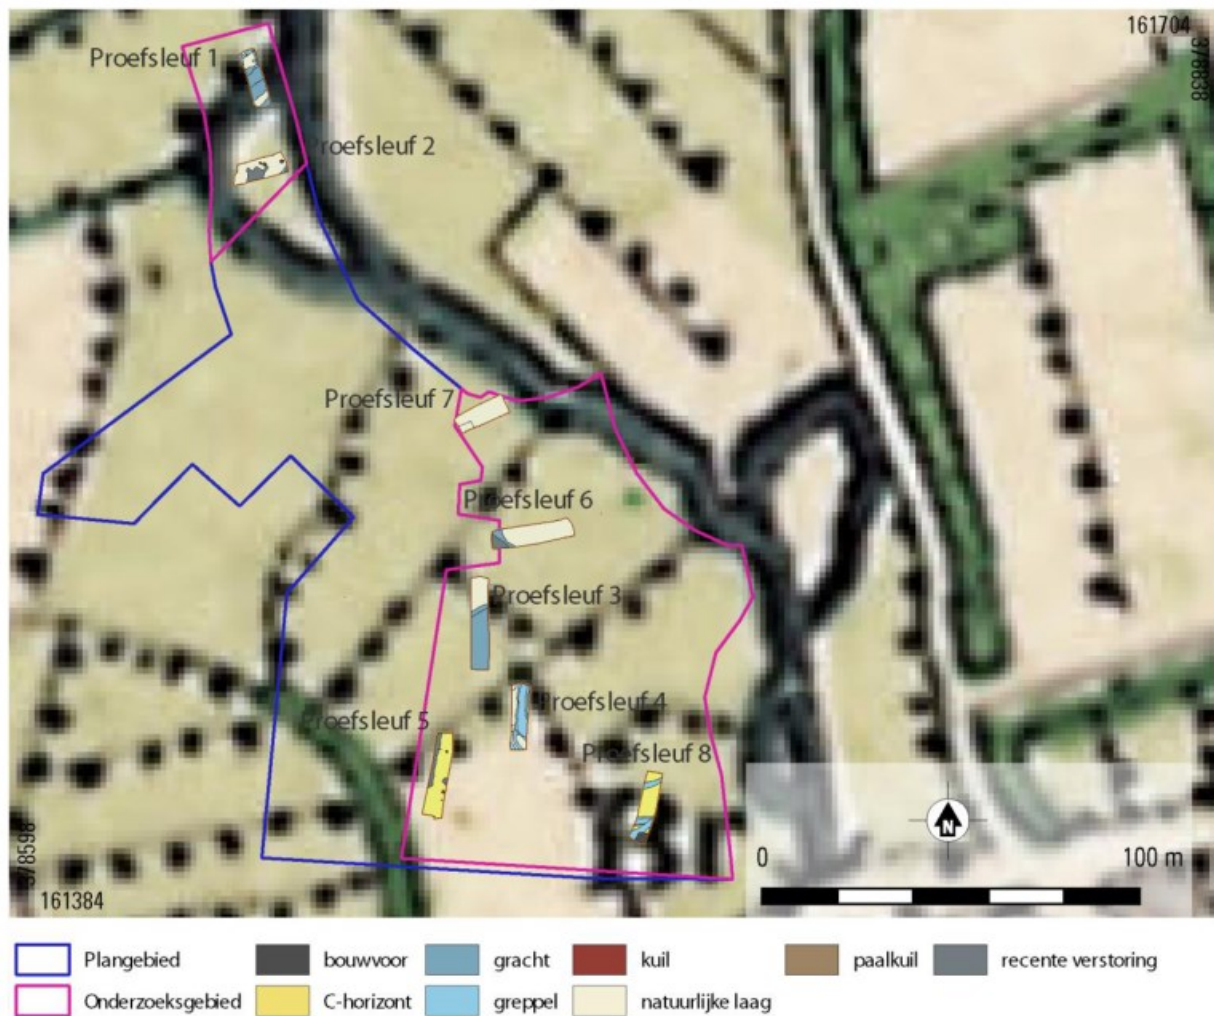 161704
378838
Proefsleuf 1
Proefsleuf 2
Proefsleuf 7
Proefsleuf 6
Proefsleuf 3
Proefsleuf 4
Proefsleuf 5
Proefsleuf 8
N
0 100 m
378598
161384
Plangebied bouwvoor gracht kuil paalkuil recente verstoring
Onderzoeksgebied C-horizont greppel natuurlijke laag